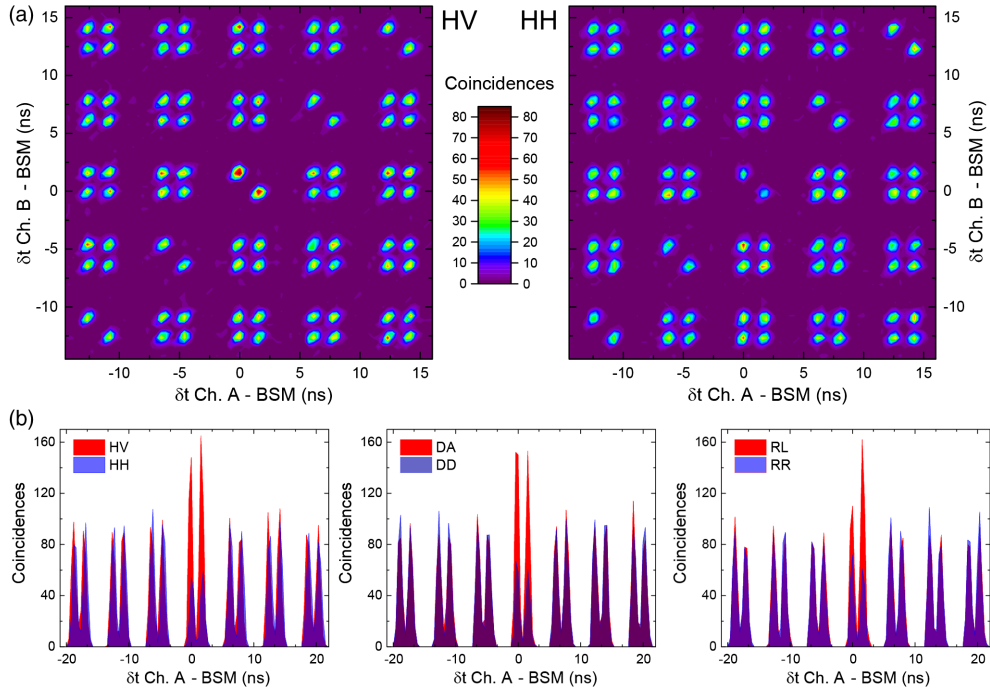 (a)
HV HH
Coincidences
80 80
70 70
60 60
50 50
40 40
30 30
20 20
10 10
0 0
15
10
5
0
-5
-10
δt Ch. B - BSM (ns)
-10 -5 0 5 10 15
δt Ch. A - BSM (ns)
15
10
5
0
-5
-10
δt Ch. B - BSM (ns)
-10 -5 0 5 10 15
δt Ch. A - BSM (ns)
(b)
HV
HH
160
120
80
40
0
Coincidences
-20 -10 0 10 20
δt Ch. A - BSM (ns)
DA
DD
160
120
80
40
0
Coincidences
-20 -10 0 10 20
δt Ch. A - BSM (ns)
RL
RR
160
120
80
40
0
Coincidences
-20 -10 0 10 20
δt Ch. A - BSM (ns)